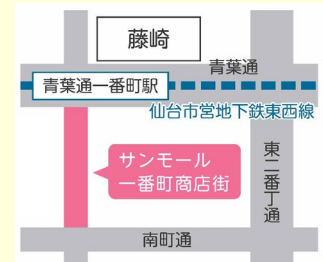 藤崎
青葉通
青葉通一番町駅
仙台市営地下鉄東西線
サンモール
一番町商店街
東二番丁通
南町通